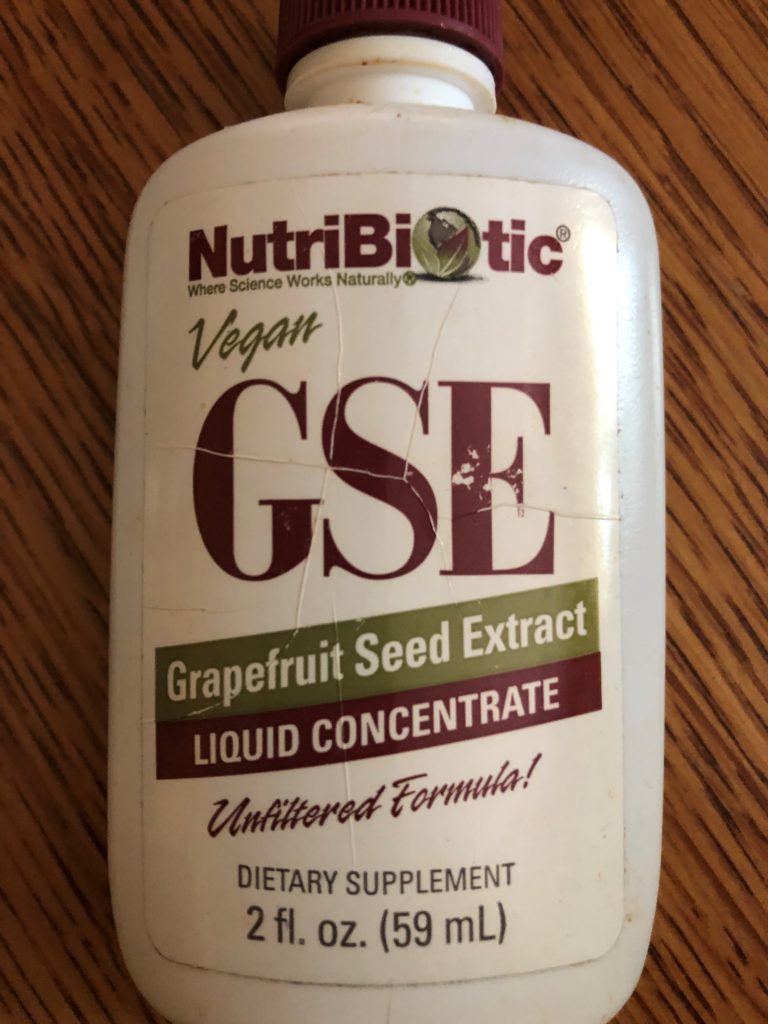 NutriBiotic®
Where Science Works Naturally®
Vegan
GSE
Grapefruit Seed Extract
LIQUID CONCENTRATE
Unfiltered Formula!
DIETARY SUPPLEMENT
2 fl. oz. (59 mL)